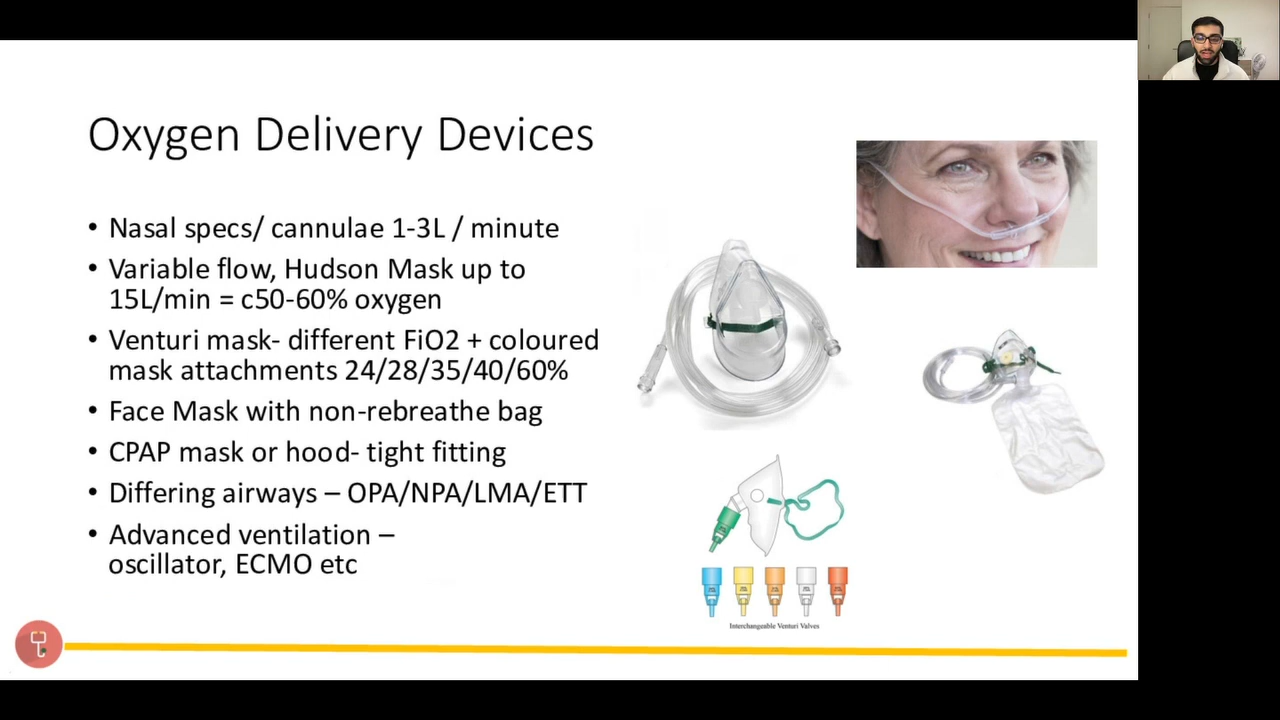 Oxygen Delivery Devices
• Nasal specs/ cannulae 1-3L / minute
• Variable flow, Hudson Mask up to
15L/min = c50-60% oxygen
• Venturi mask- different FiO2 + coloured
mask attachments 24/28/35/40/60%
• Face Mask with non-rebreathe bag
• CPAP mask or hood- tight fitting
• Differing airways – OPA/NPA/LMA/ETT
• Advanced ventilation –
oscillator, ECMO etc
Interchangeable Venturi Valves